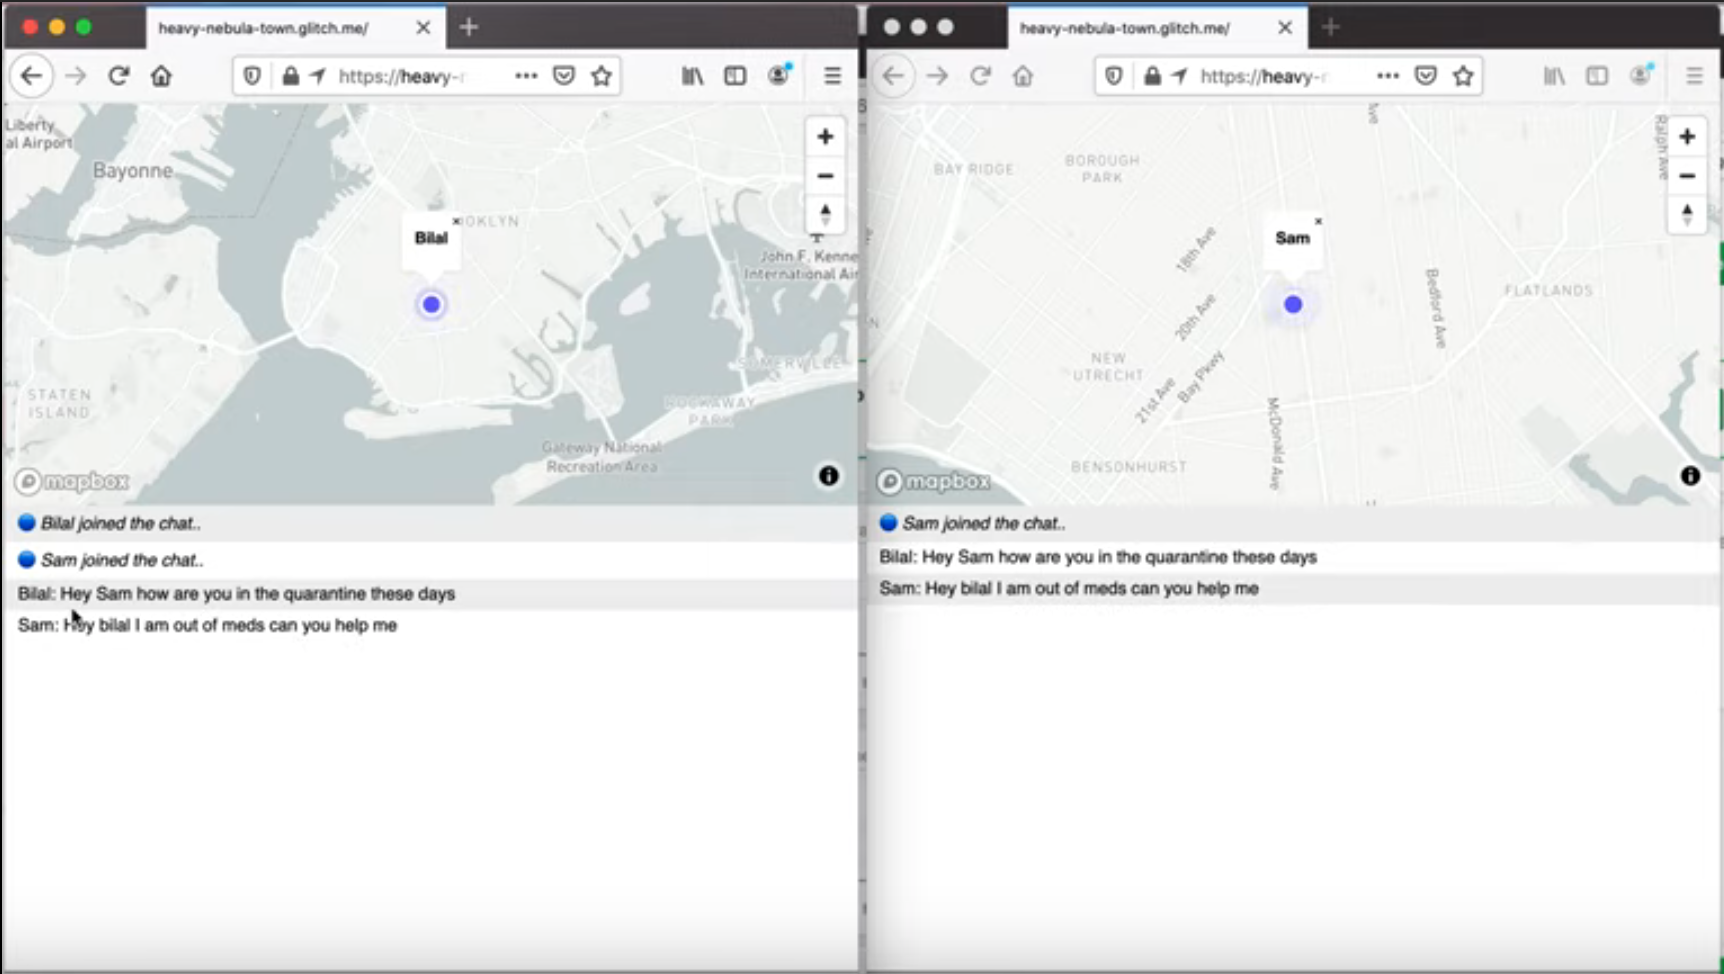 heavy-nebula-town.glitch.me/
https://heavy-
Liberty
al Airport
Bayonne
OKLYN
Bilal
John F. Kenne
International Air
STATEN
ISLAND
SOMERVILLE
ROCKAWAY
PARK
Gateway National
Recreation Area
mapbox
Bilal joined the chat..
Sam joined the chat..
Bilal: Hey Sam how are you in the quarantine these days
Sam: Hey bilal I am out of meds can you help me
heavy-nebula-town.glitch.me/
https://heavy-
Ave
Ralph Ave
BAY RIDGE
BOROUGH
PARK
Sam
18th Ave
20th Ave
Bedford Ave
FLATLANDS
NEW
UTRECHT
21st Ave
Bay Pkwy
McDonald Ave
BENSONHURST
mapbox
Sam joined the chat..
Bilal: Hey Sam how are you in the quarantine these days
Sam: Hey bilal I am out of meds can you help me